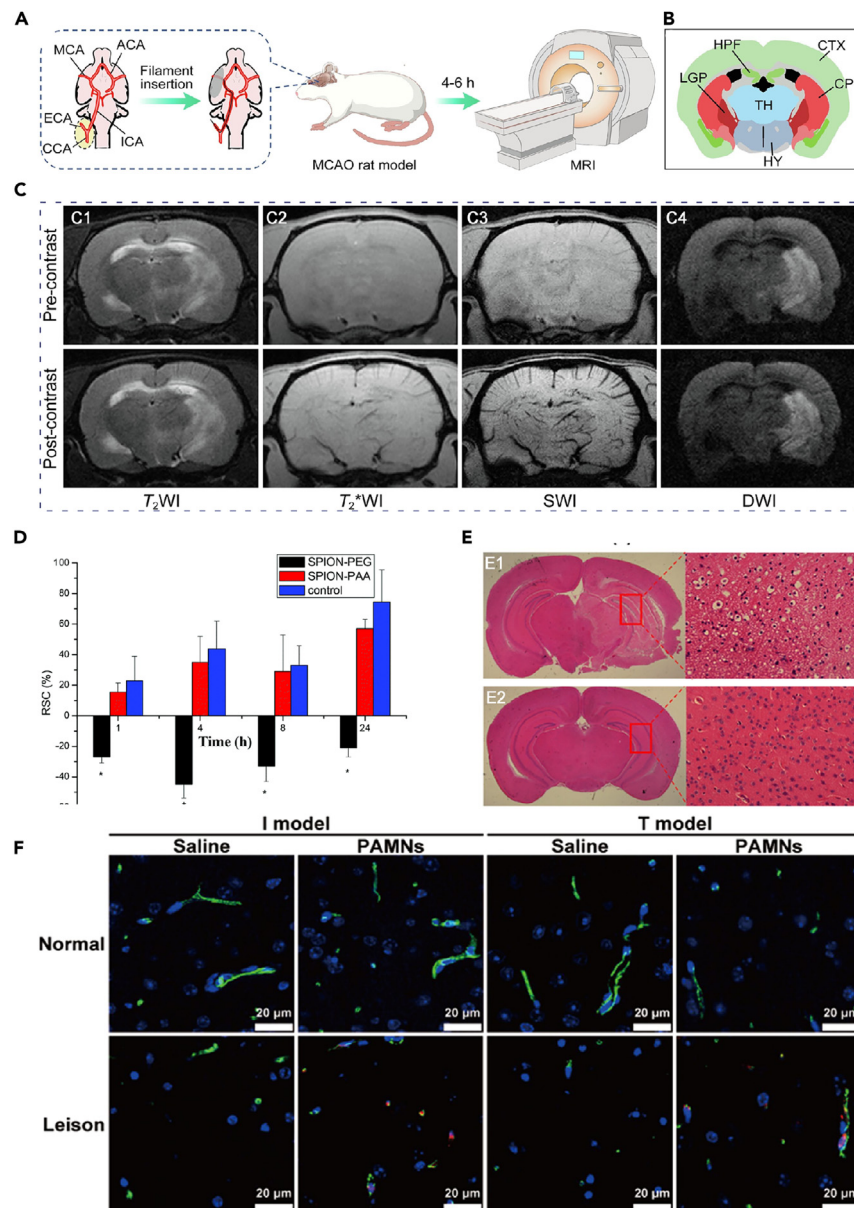 A
MCA
ACA
Filament
insertion
ECA
CCA
ICA
MCAO rat model
4-6 h
MRI
B
HPF
CTX
LGP
CP
TH
HY
C
C1
C2
C3
C4
Pre-contrast
Post-contrast
T2WI
T2*WI
SWI
DWI
D
SPION-PEG
SPION-PAA
control
100
80
60
40
20
0
-20
-40
RSC (%)
1
4
8
24
Time (h)
*
*
*
*
E
E1
E2
F
I model
T model
Saline
PAMNs
Saline
PAMNs
Normal
20 µm
20 µm
20 µm
20 µm
Leison
20 µm
20 µm
20 µm
20 µm